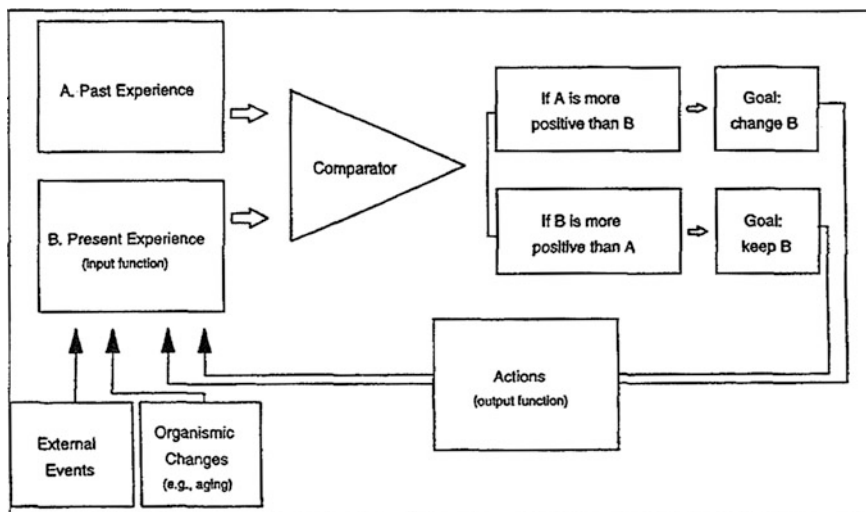 A. Past Experience
B. Present Experience
(input function)
Comparator
If A is more
positive than B
Goal:
change B
If B is more
positive than A
Goal:
keep B
Actions
(output function)
External
Events
Organismic
Changes
(e.g., aging)